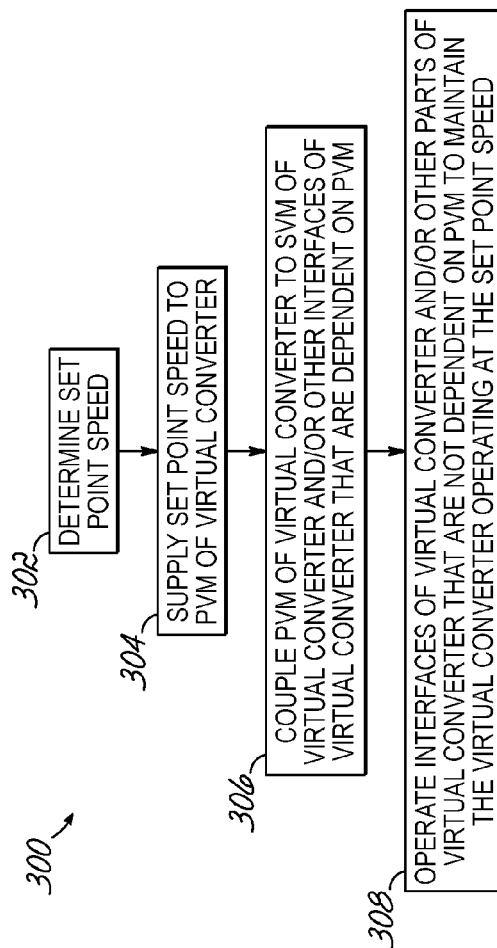 300
302
DETERMINE SET
POINT SPEED
304
SUPPLY SET POINT SPEED TO
PVM OF VIRTUAL CONVERTER
306
COUPLE PVM OF VIRTUAL CONVERTER TO SVM OF
VIRTUAL CONVERTER AND/OR OTHER INTERFACES OF
VIRTUAL CONVERTER THAT ARE DEPENDENT ON PVM
308
OPERATE INTERFACES OF VIRTUAL CONVERTER AND/OR OTHER PARTS OF
VIRTUAL CONVERTER THAT ARE NOT DEPENDENT ON PVM TO MAINTAIN
THE VIRTUAL CONVERTER OPERATING AT THE SET POINT SPEED